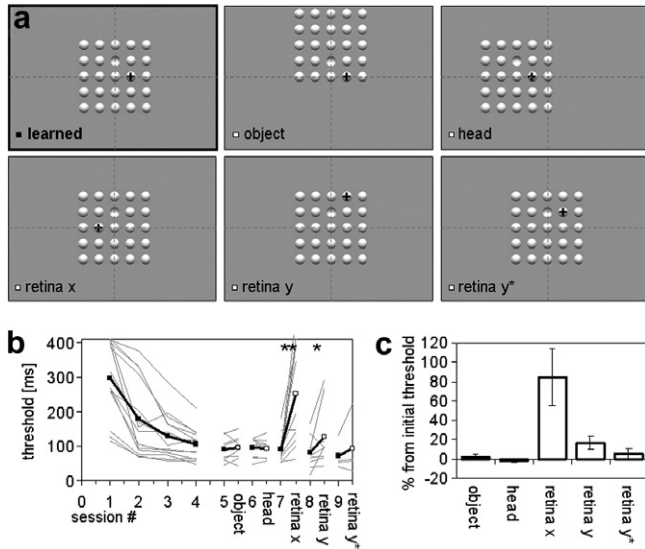 a
learned
object
head
retina x
retina y
retina y*
b
400
300
200
100
0
threshold [ms]
** *
0 1 2 3 4 5 6 7 8 9
object
head
retina x
retina y
retina y*
session #
c
120
100
80
60
40
20
0
-20
% from initial threshold
object
head
retina x
retina y
retina y*